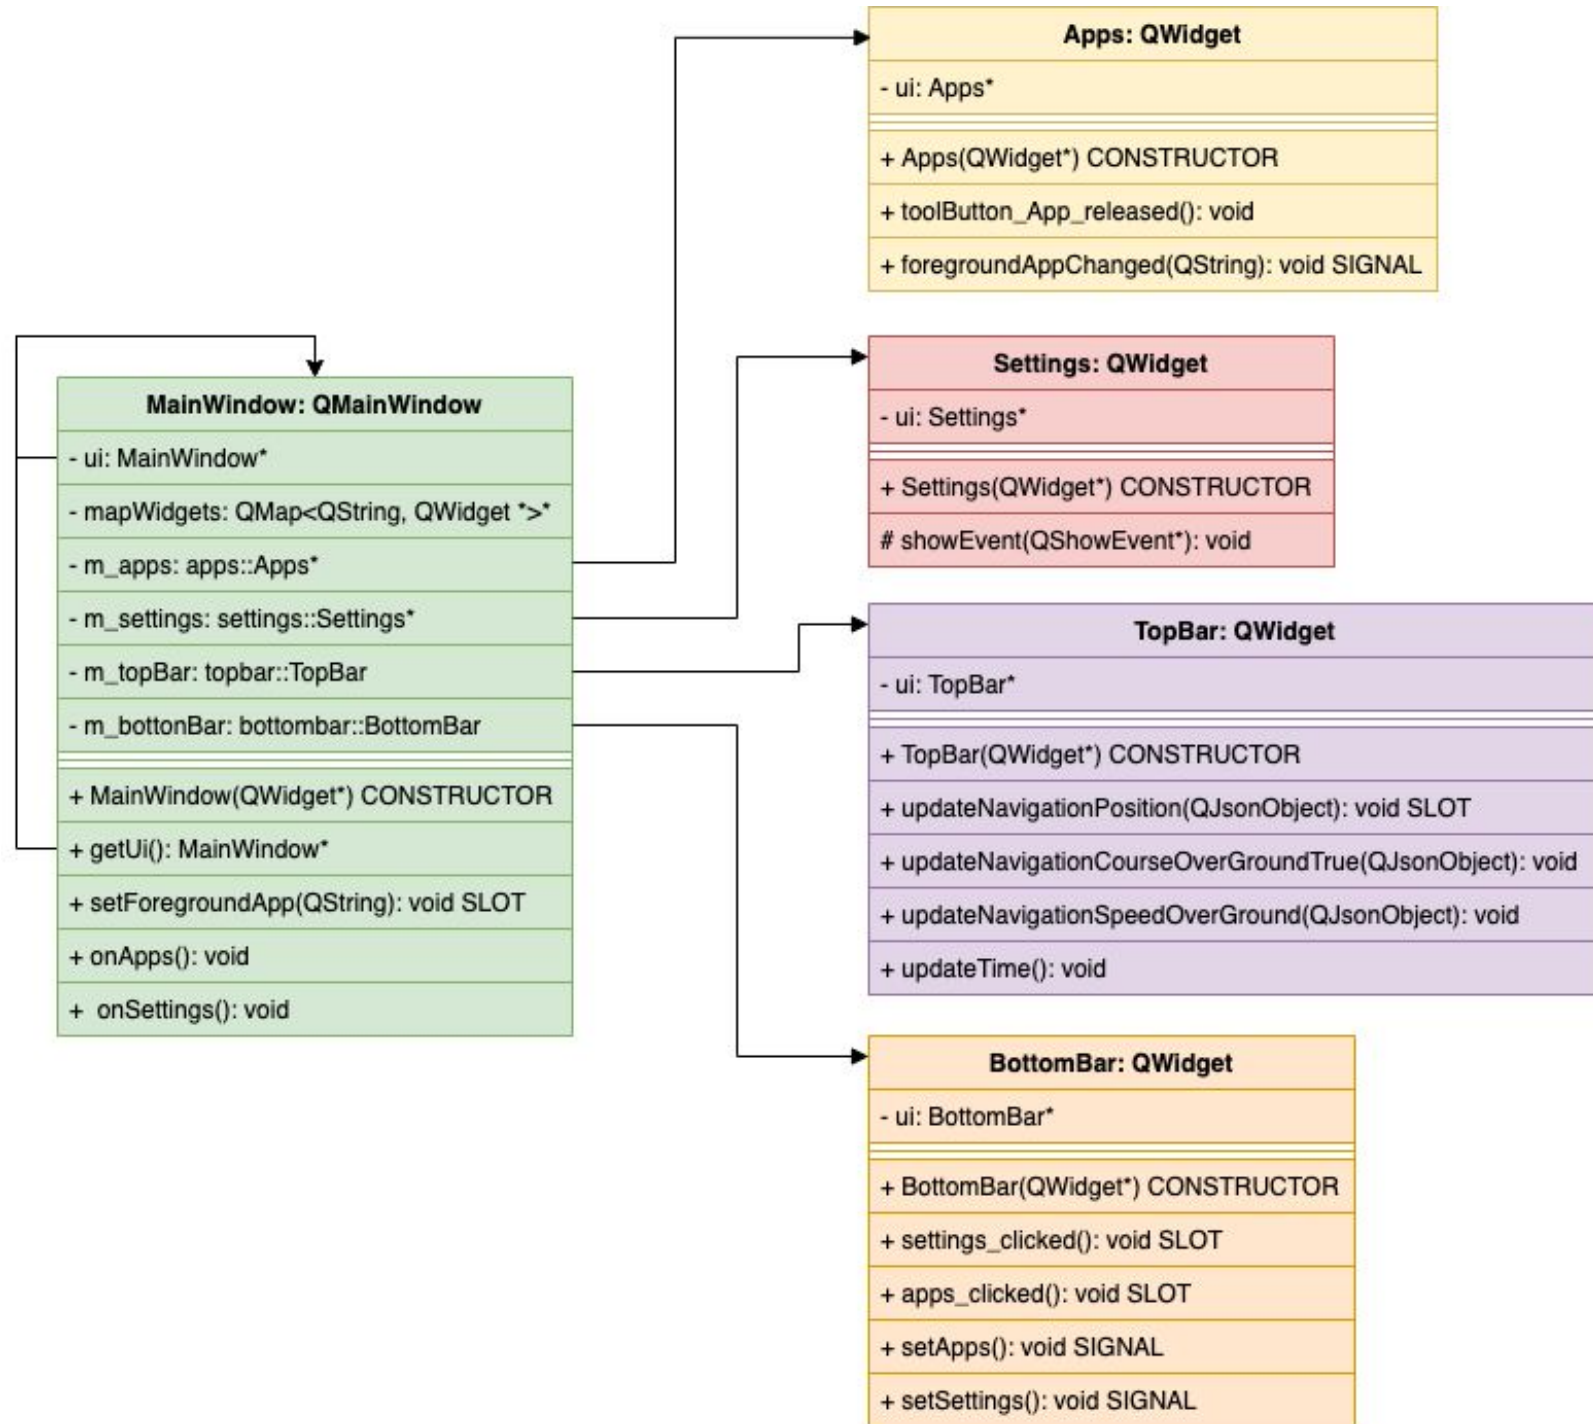 Apps: QWidget
- ui: Apps*
+ Apps(QWidget*) CONSTRUCTOR
+ toolButton_App_released(): void
+ foregroundAppChanged(QString): void SIGNAL
MainWindow: QMainWindow
- ui: MainWindow*
- mapWidgets: QMap<QString, QWidget *>*
- m_apps: apps::Apps*
- m_settings: settings::Settings*
- m_topBar: topbar::TopBar
- m_bottonBar: bottombar::BottomBar
+ MainWindow(QWidget*) CONSTRUCTOR
+ getUi(): MainWindow*
+ setForegroundApp(QString): void SLOT
+ onApps(): void
+ onSettings(): void
Settings: QWidget
- ui: Settings*
+ Settings(QWidget*) CONSTRUCTOR
# showEvent(QShowEvent*): void
TopBar: QWidget
- ui: TopBar*
+ TopBar(QWidget*) CONSTRUCTOR
+ updateNavigationPosition(QJsonObject): void SLOT
+ updateNavigationCourseOverGroundTrue(QJsonObject): void
+ updateNavigationSpeedOverGround(QJsonObject): void
+ updateTime(): void
BottomBar: QWidget
- ui: BottomBar*
+ BottomBar(QWidget*) CONSTRUCTOR
+ settings_clicked(): void SLOT
+ apps_clicked(): void SLOT
+ setApps(): void SIGNAL
+ setSettings(): void SIGNAL